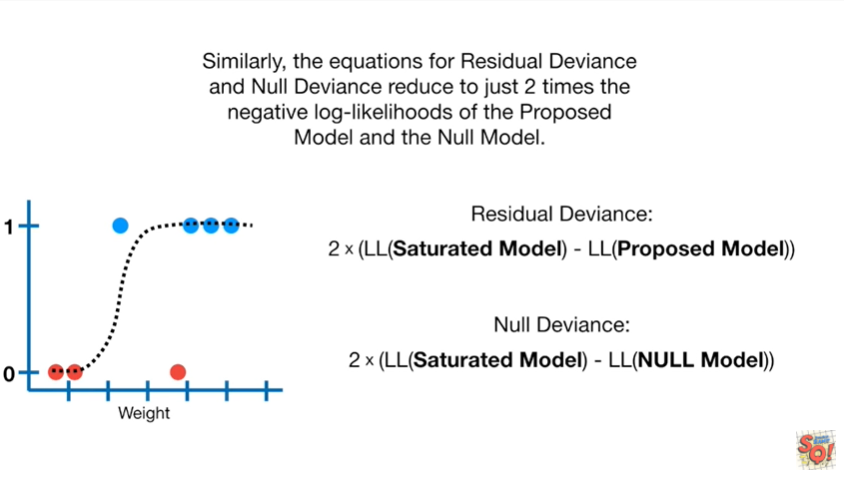 Similarly, the equations for Residual Deviance
and Null Deviance reduce to just 2 times the
negative log-likelihoods of the Proposed
Model and the Null Model.
1
0
Weight
Residual Deviance:
2 × (LL(Saturated Model) - LL(Proposed Model))
Null Deviance:
2 × (LL(Saturated Model) - LL(NULL Model))
SQ!